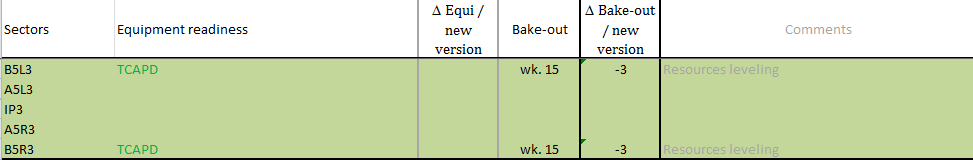 Sectors Equipment readiness Δ Equi / new version Bake-out Δ Bake-out / new version Comments
B5L3 TCAPD wk. 15 -3 Resources leveling
A5L3
IP3
A5R3
B5R3 TCAPD wk. 15 -3 Resources leveling